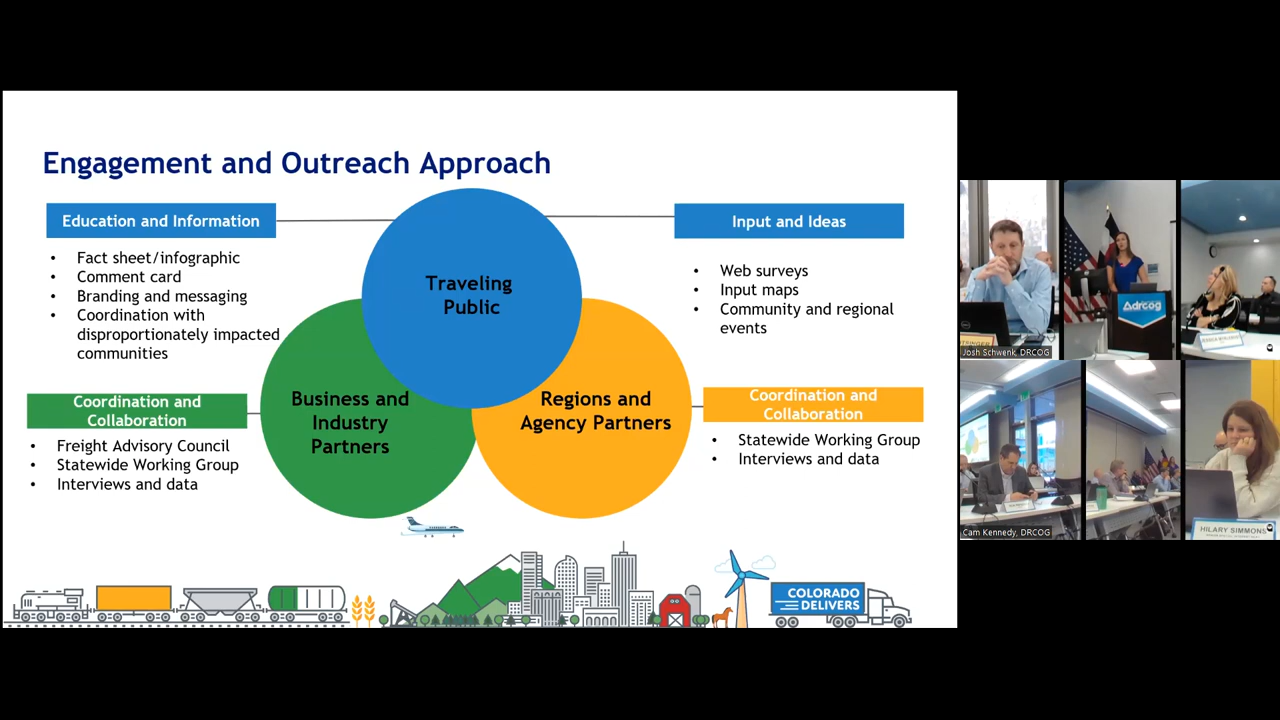 Engagement and Outreach Approach
Education and Information
• Fact sheet/infographic
• Comment card
• Branding and messaging
• Coordination with
disproportionately impacted
communities
Traveling
Public
Input and Ideas
• Web surveys
• Input maps
• Community and regional
events
Coordination and
Collaboration
• Freight Advisory Council
• Statewide Working Group
• Interviews and data
Business and
Industry
Partners
Regions and
Agency Partners
Coordination and
Collaboration
• Statewide Working Group
• Interviews and data
COLORADO
DELIVERS
Josh Schwenk, DRCOG
drcog
Cam Kennedy, DRCOG
HILARY SIMMONS